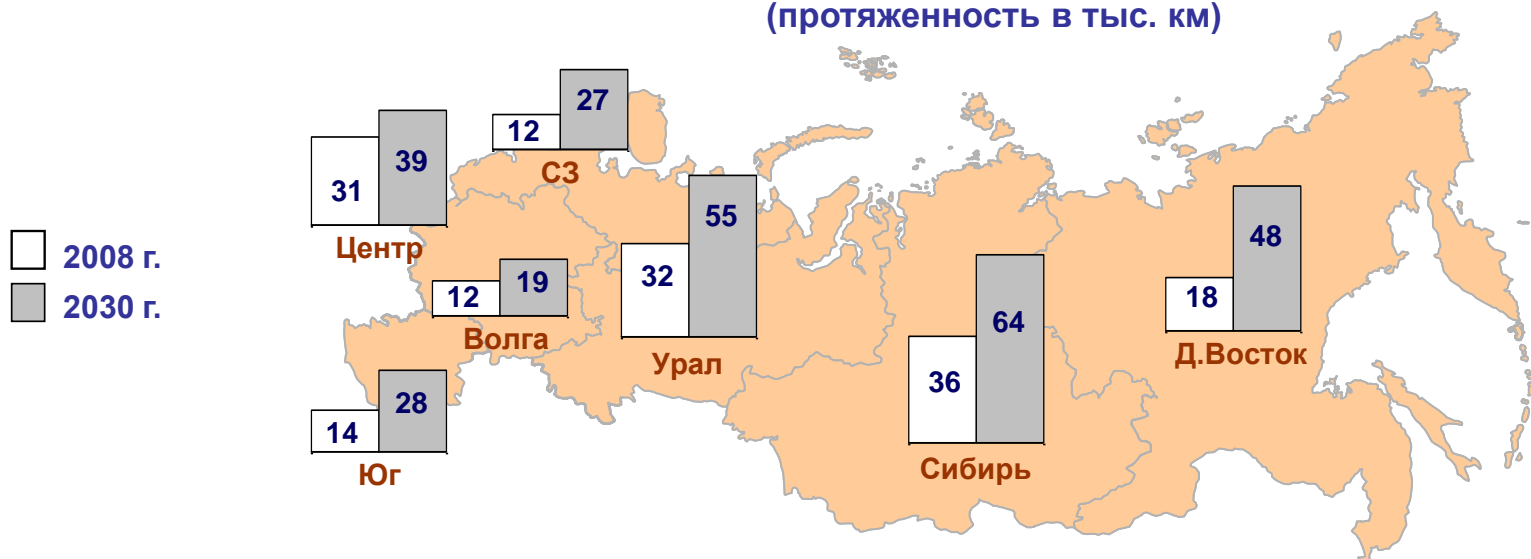 (протяженность в тыс. км)
2008 г.
2030 г.
31
39
Центр
12
27
СЗ
12
19
Волга
14
28
Юг
32
55
Урал
36
64
Сибирь
18
48
Д.Восток